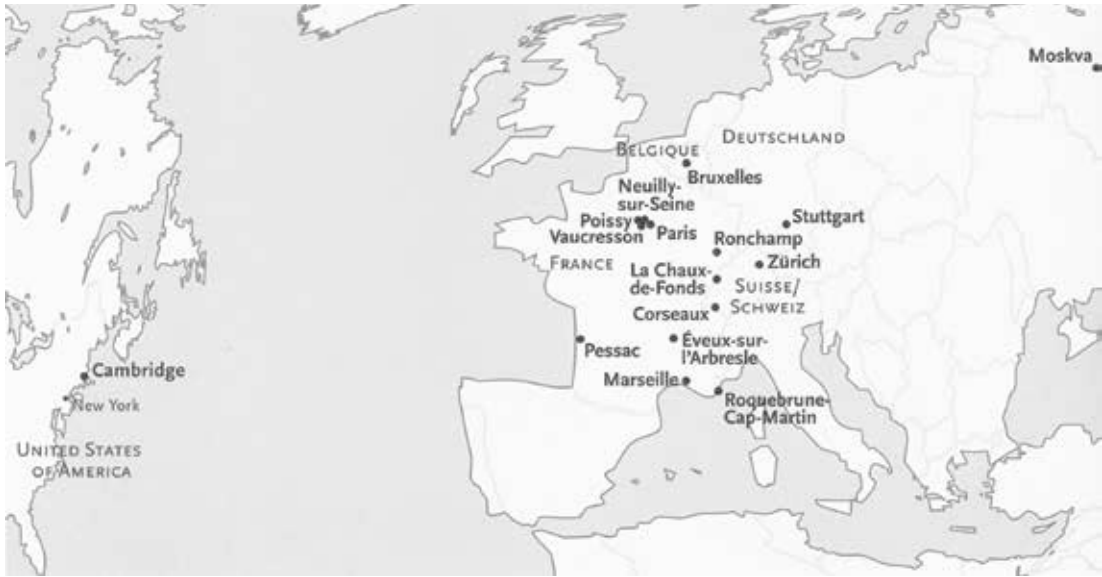 Moskva
DEUTSCHLAND
BELGIQUE
Bruxelles
Neuilly-
sur-Seine
Poissy
Paris
Vaucresson
Stuttgart
Ronchamp
Zürich
FRANCE
La Chaux-
de-Fonds
SUISSE/
SCHWEIZ
Corseaux
Pessac
Éveux-sur-
l'Arbresle
Marseille
Roquebrune-
Cap-Martin
Cambridge
New York
UNITED STATES
OF AMERICA